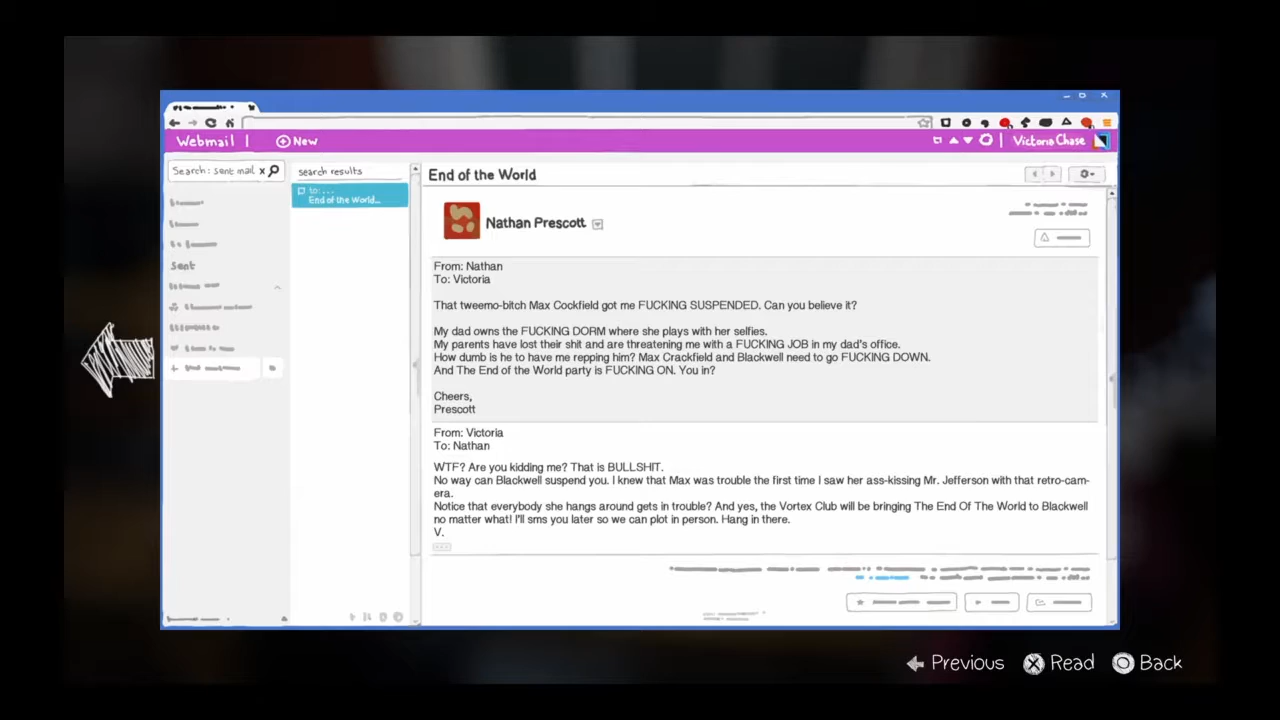 Webmail | New
Victoria Chase
Search: sent mail x
search results
End of the World
to:...
End of the World...
Nathan Prescott
Sent
From: Nathan
To: Victoria
That tweemo-bitch Max Cockfield got me FUCKING SUSPENDED. Can you believe it?
My dad owns the FUCKING DORM where she plays with her selfies.
My parents have lost their shit and are threatening me with a FUCKING JOB in my dad's office.
How dumb is he to have me repping him? Max Crackfield and Blackwell need to go FUCKING DOWN.
And The End of the World party is FUCKING ON. You in?
Cheers,
Prescott
From: Victoria
To: Nathan
WTF? Are you kidding me? That is BULLSHIT.
No way can Blackwell suspend you. I knew that Max was trouble the first time I saw her ass-kissing Mr. Jefferson with that retro-cam-
era.
Notice that everybody she hangs around gets in trouble? And yes, the Vortex Club will be bringing The End Of The World to Blackwell
no matter what! I'll sms you later so we can plot in person. Hang in there.
V.
Previous Read Back